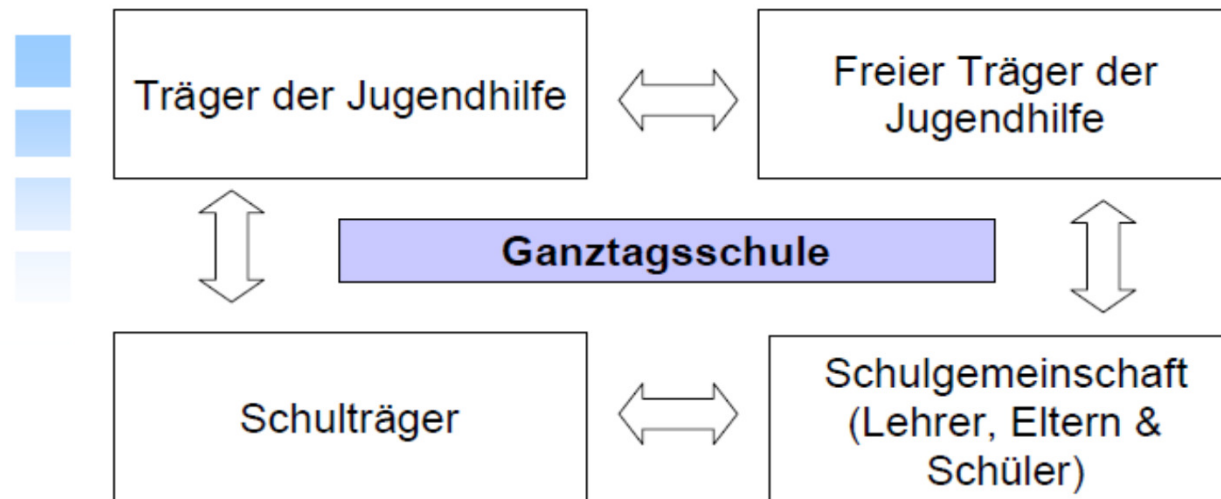 Träger der Jugendhilfe
Freier Träger der
Jugendhilfe
Ganztagsschule
Schulträger
Schulgemeinschaft
(Lehrer, Eltern &
Schüler)